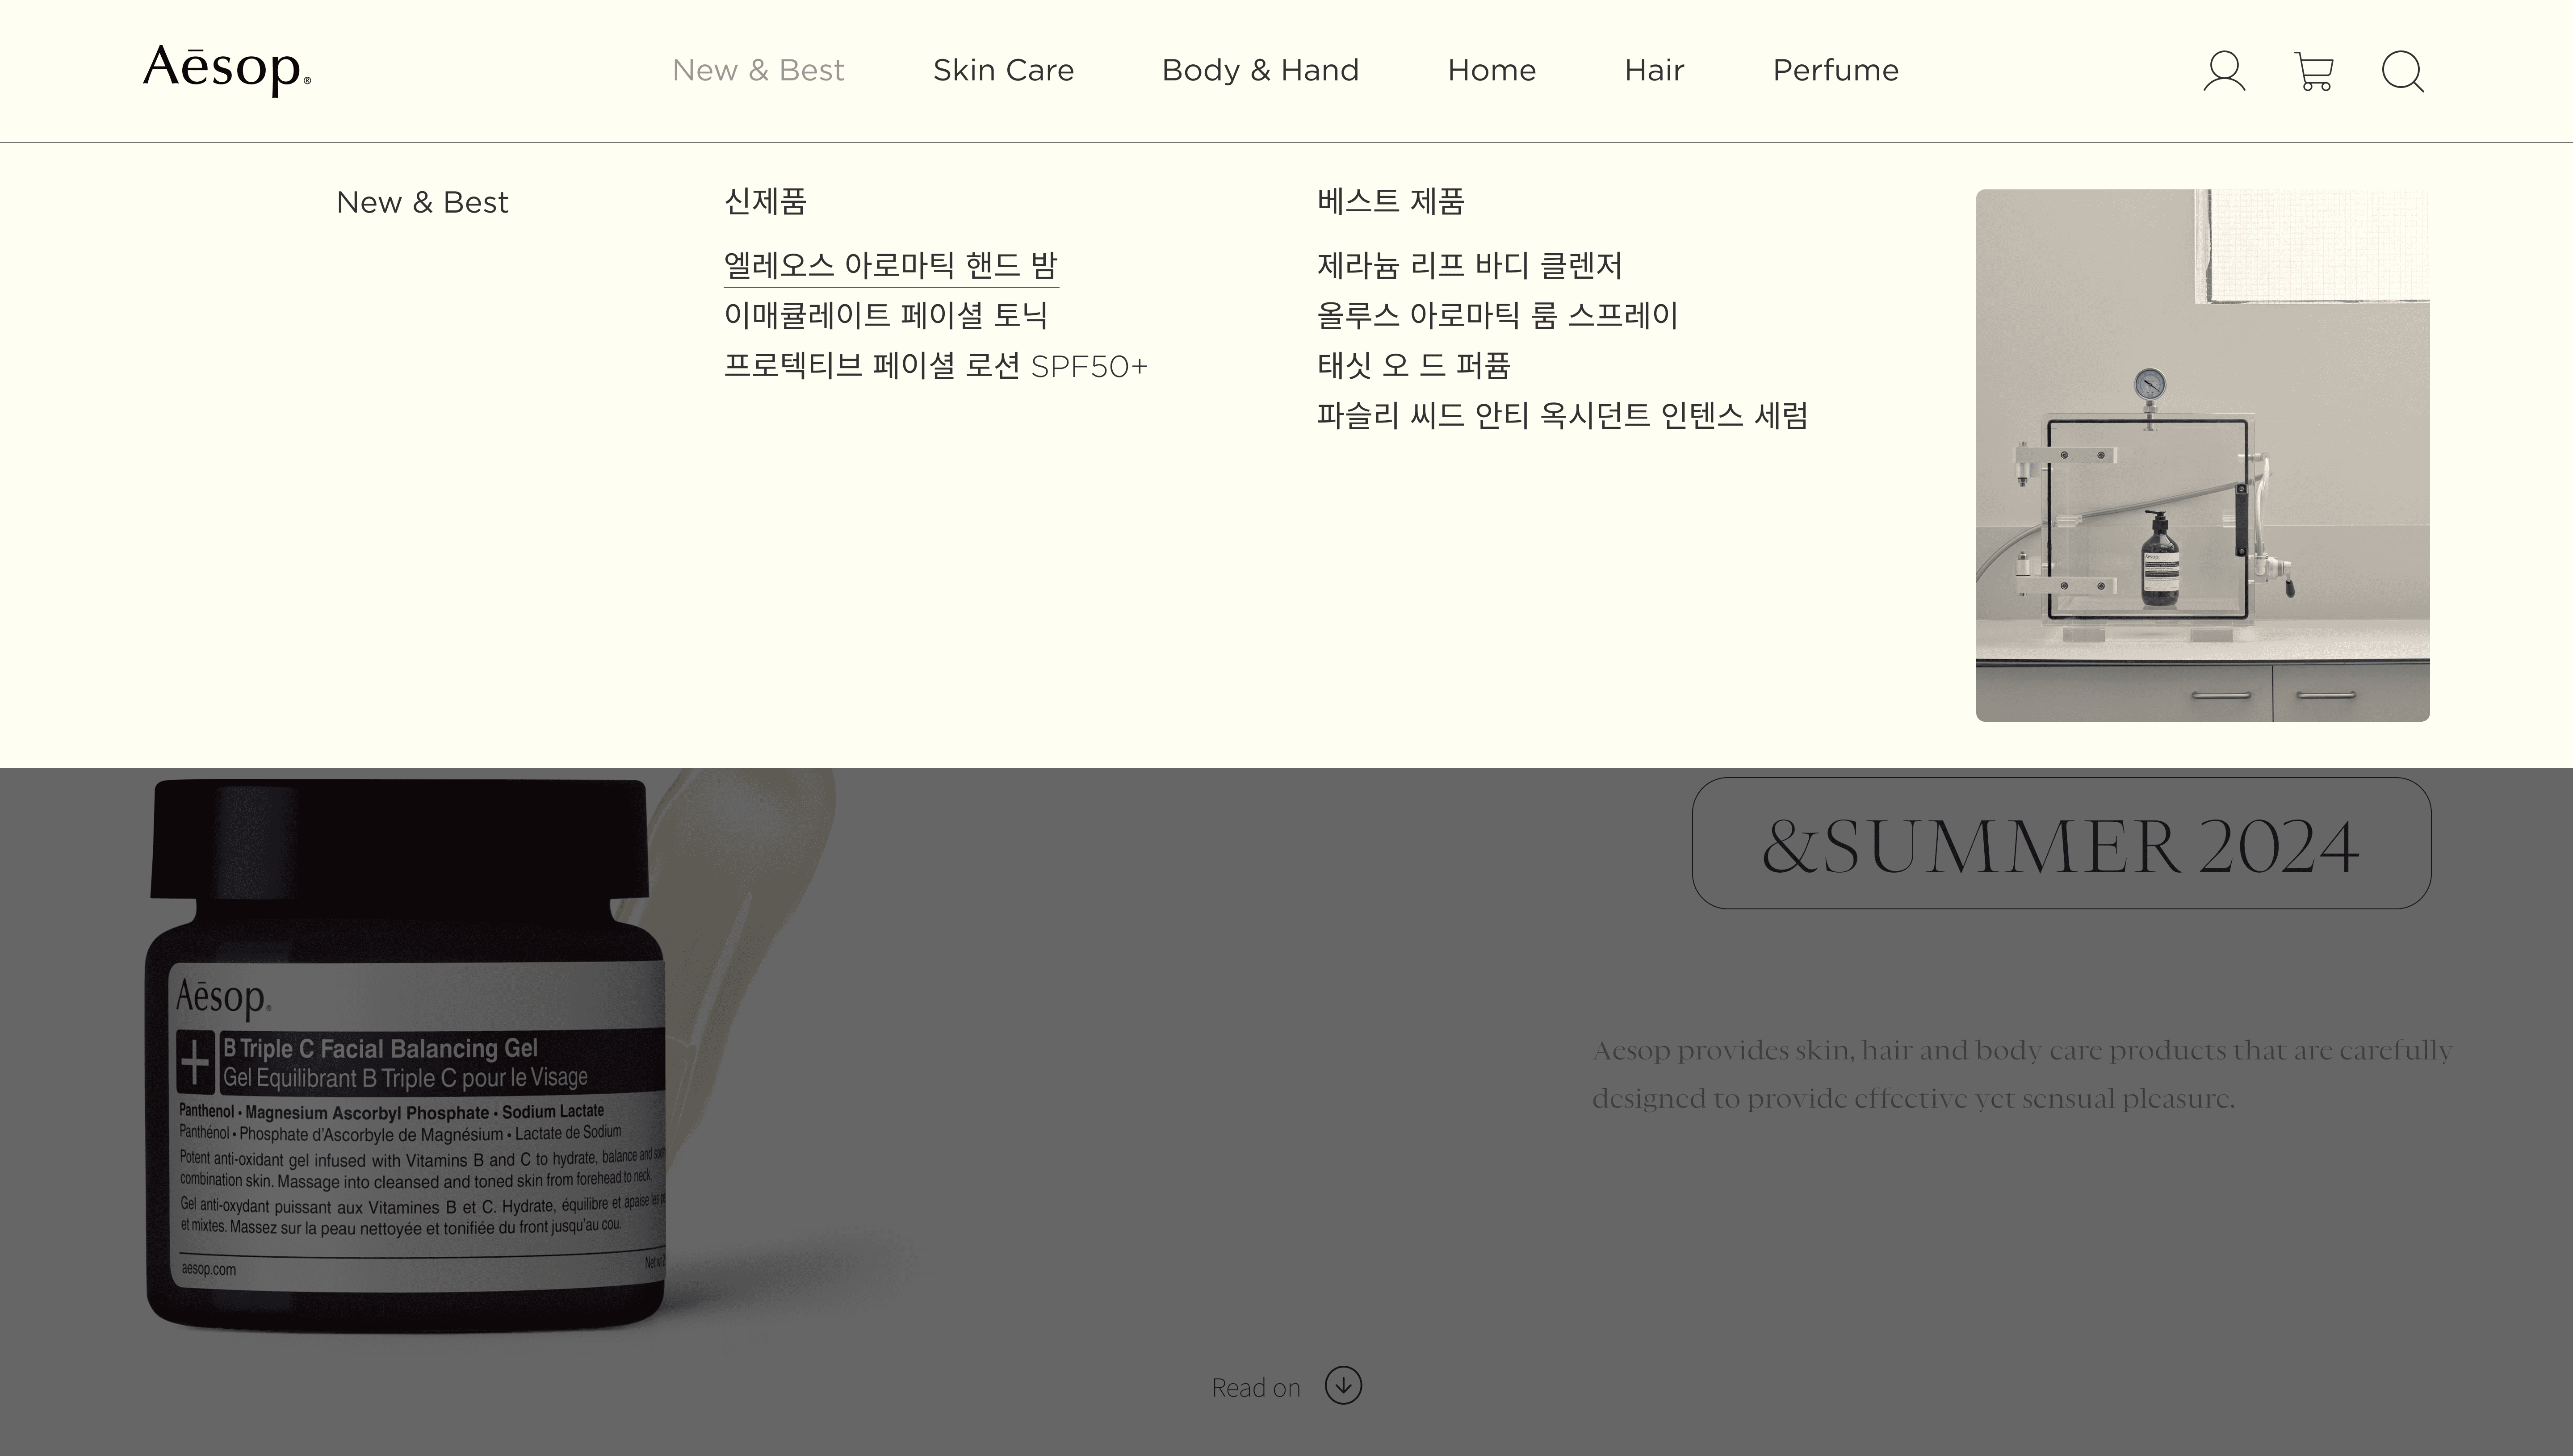 Aēsop®
New & Best
Skin Care
Body & Hand
Home
Hair
Perfume
New & Best
신제품
엘레오스 아로마틱 핸드 밤
이매큘레이트 페이셜 토닉
프로텍티브 페이셜 로션 SPF50+
베스트 제품
제라늄 리프 바디 클렌저
올루스 아로마틱 룸 스프레이
태싯 오 드 퍼퓸
파슬리 씨드 안티 옥시던트 인텐스 세럼
Aēsop.
&SUMMER 2024
Aesop provides skin, hair and body care products that are carefully
designed to provide effective yet sensual pleasure.
Aēsop®
B Triple C Facial Balancing Gel
Gel Equilibrant B Triple C pour le Visage
Panthenol • Magnesium Ascorbyl Phosphate • Sodium Lactate
Panthénol • Phosphate d'Ascorbyle de Magnésium • Lactate de Sodium
Potent anti-oxidant gel infused with Vitamins B and C to hydrate, balance and
combination skin. Massage into cleansed and toned skin from forehead to neck.
Gel anti-oxydant puissant aux Vitamines B et C. Hydrate, équilibre et apaise les
et mixtes. Massez sur la peau nettoyée et tonifiée du front jusqu'au cou.
aesop.com
Net
Read on